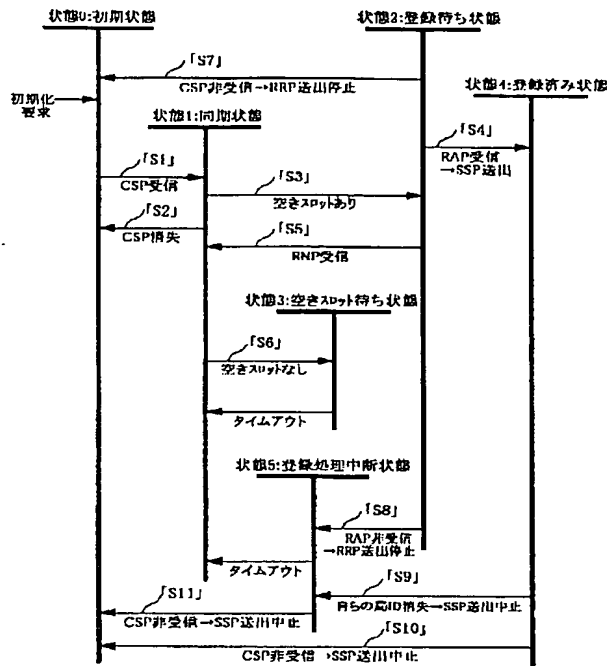 状態0:初期状態
状態2:登録待ち状態
「S7」
CSP非受信→RRP送出停止
状態4:登録済み状態
初期化
要求
状態1:同期状態
「S4」
RAP受信
→SSP送出
「S1」
CSP受信
「S3」
空きスロットあり
「S2」
CSP消失
「S5」
RNP受信
状態3:空きスロット待ち状態
「S6」
空きスロットなし
タイムアウト
状態5:登録処理中断状態
「S8」
RAP非受信
→RRP送出停止
タイムアウト
「S9」
自らの局ID消失→SSP送出中止
「S11」
CSP非受信→SSP送出中止
「S10」
CSP非受信→SSP送出中止